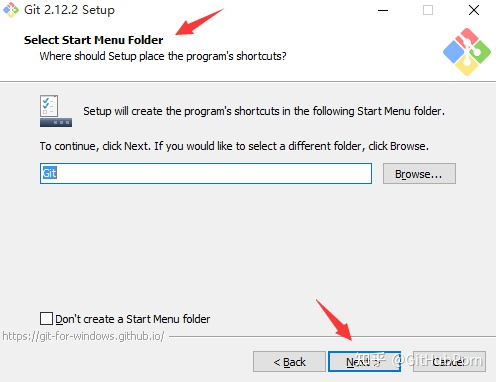 Git 2.12.2 Setup
Select Start Menu Folder
Where should Setup place the program's shortcuts?
Setup will create the program's shortcuts in the following Start Menu folder.
To continue, click Next. If you would like to select a different folder, click Browse.
Git
Browse...
Don't create a Start Menu folder
https://git-for-windows.github.io/
< Back
Next >
Cancel
知乎 @GitHubPorn